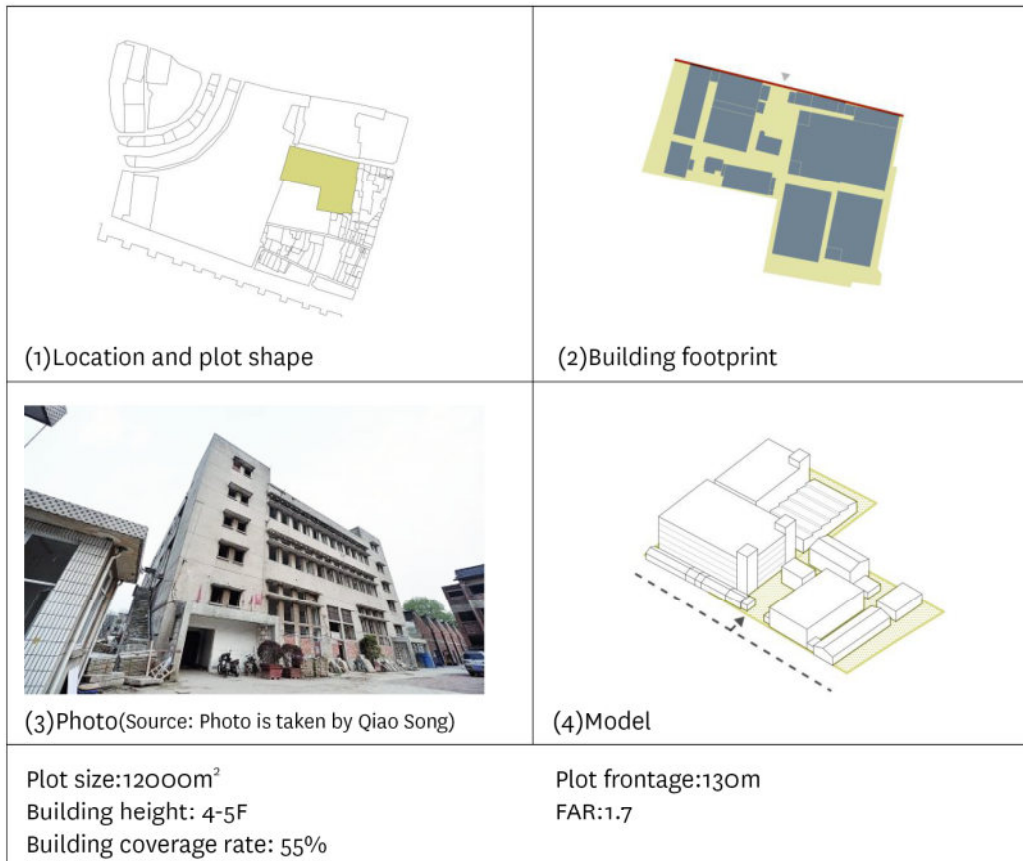 (1)Location and plot shape
(2)Building footprint
(3)Photo(Source: Photo is taken by Qiao Song)
(4)Model
Plot size:12000m²
Building height: 4-5F
Building coverage rate: 55%
Plot frontage:130m
FAR:1.7